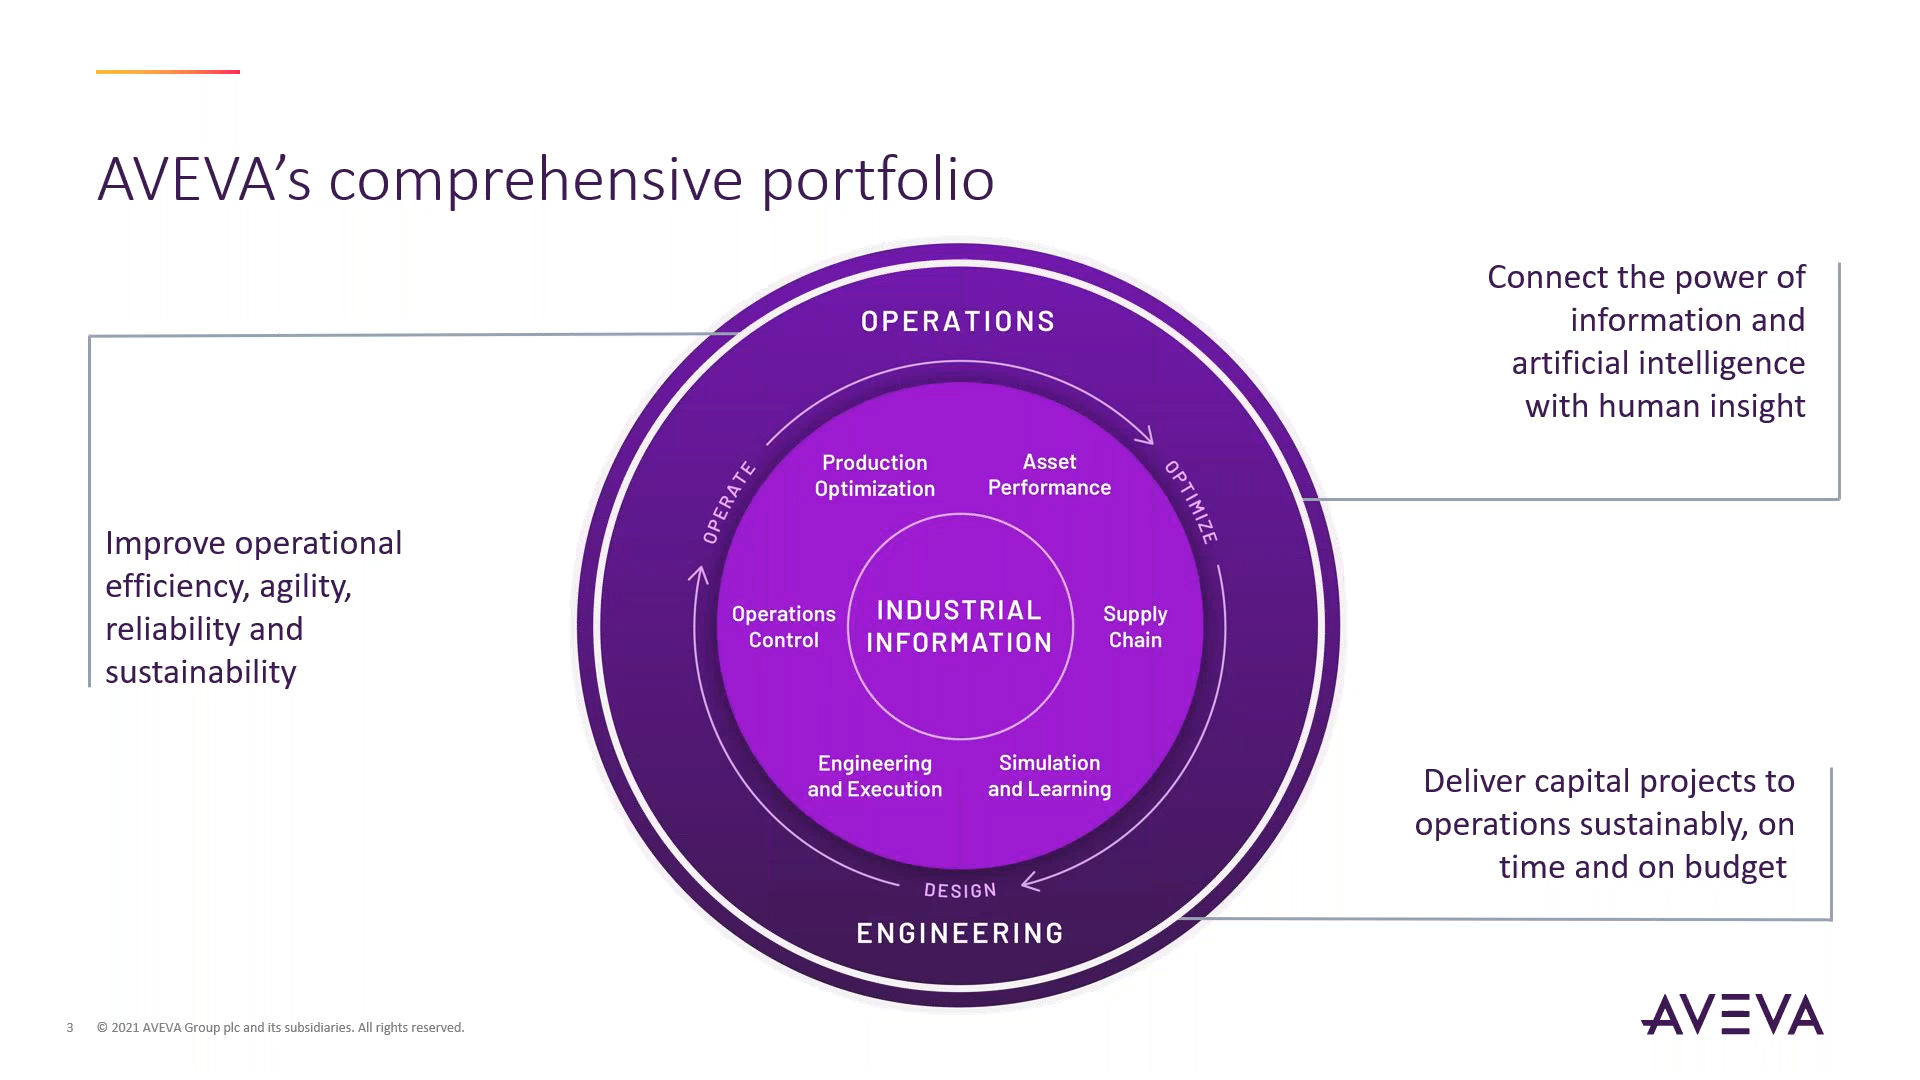 AVEVA’s comprehensive portfolio
Connect the power of
information and
artificial intelligence
with human insight
Improve operational
efficiency, agility,
reliability and
sustainability
OPERATIONS
OPERATE
OPTIMIZE
Production
Optimization
Asset
Performance
Operations
Control
INDUSTRIAL
INFORMATION
Supply
Chain
Engineering
and Execution
Simulation
and Learning
DESIGN
ENGINEERING
Deliver capital projects to
operations sustainably, on
time and on budget
3 © 2021 AVEVA Group plc and its subsidiaries. All rights reserved.
AVEVA